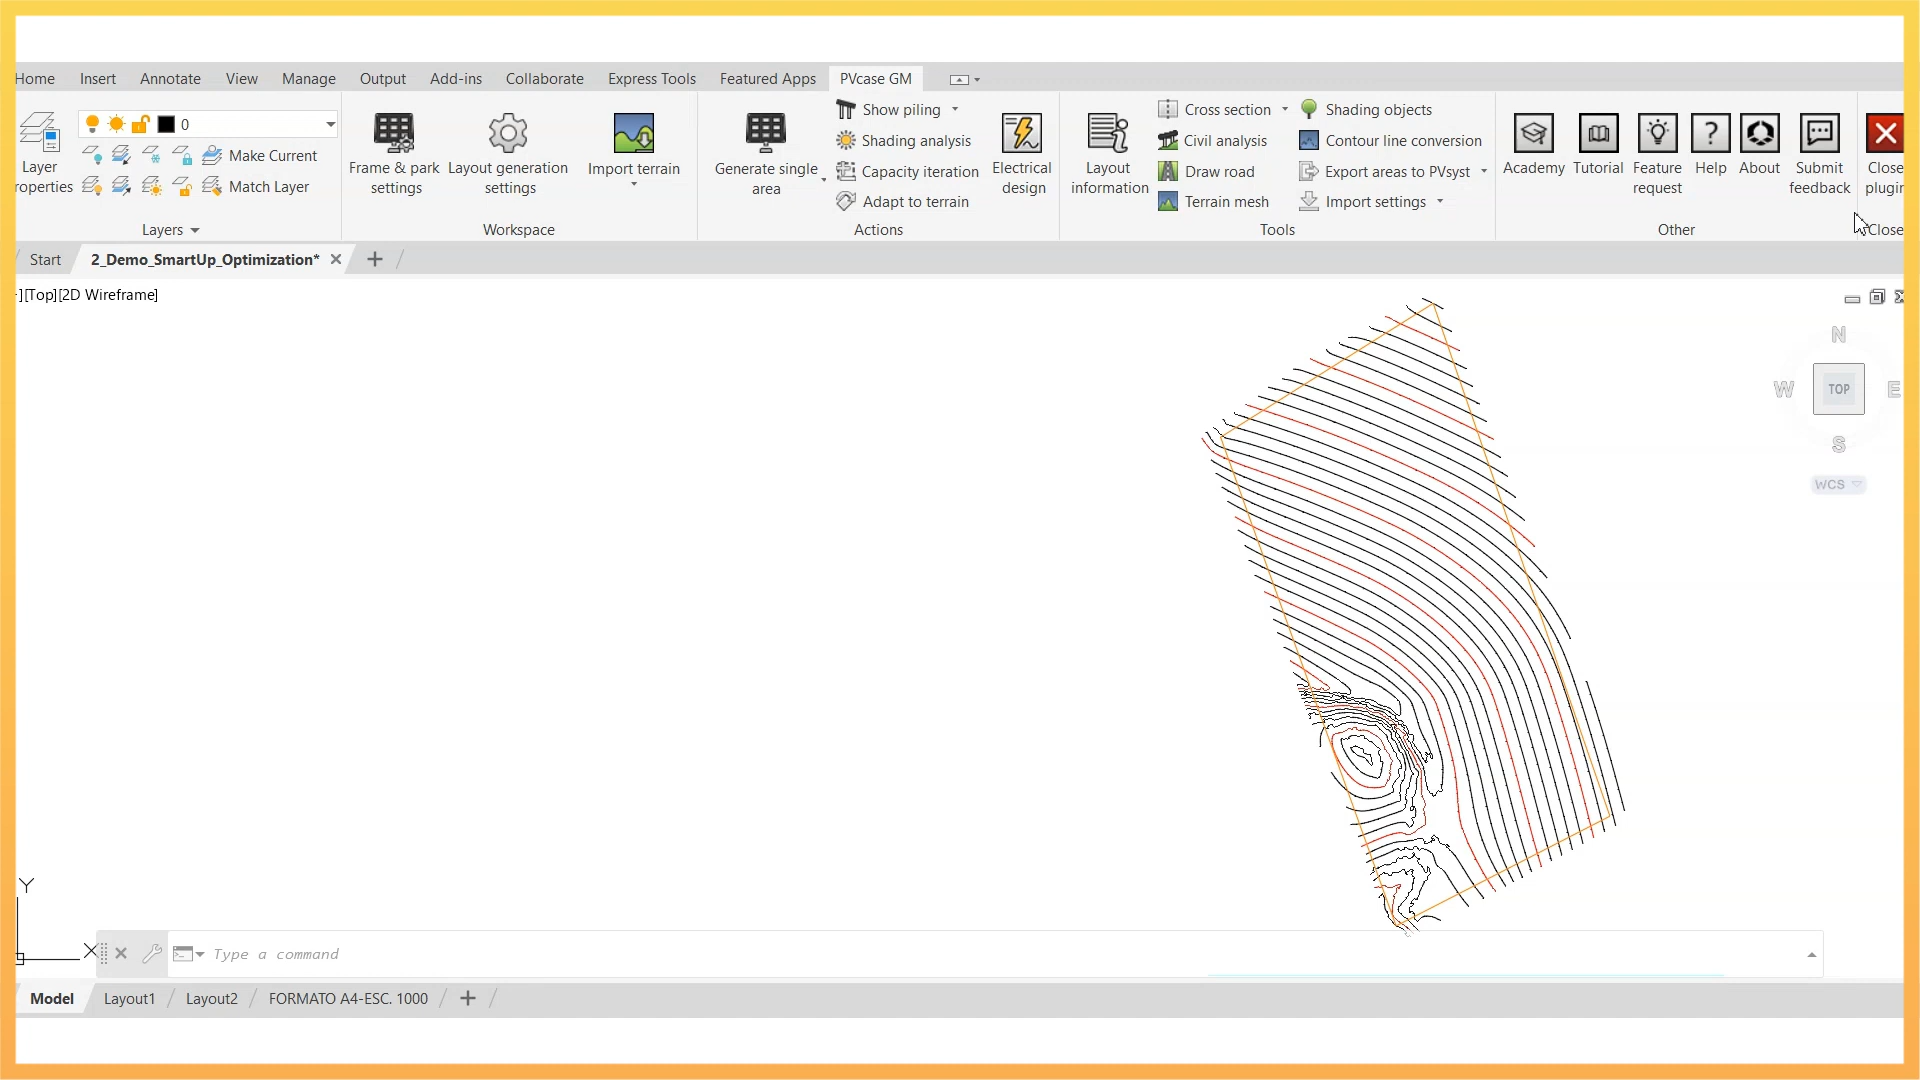 Home Insert Annotate View Manage Output Add-ins Collaborate Express Tools Featured Apps PVcase GM
Layer
roperties
0
Make Current
Match Layer
Layers
Frame & park
settings
Layout generation
settings
Import terrain
Workspace
Generate single
area
Show piling
Shading analysis
Capacity iteration
Adapt to terrain
Electrical
design
Actions
Layout
information
Cross section
Civil analysis
Draw road
Terrain mesh
Shading objects
Contour line conversion
Export areas to PVsyst
Import settings
Tools
Academy
Tutorial
Feature
request
Help
About
Submit
feedback
Other
Close
plugin
Close
Start
2_Demo_SmartUp_Optimization*
-][Top][2D Wireframe]
N
W
TOP
E
S
WCS
Y
X
Type a command
Model Layout1 Layout2 FORMATO A4-ESC. 1000